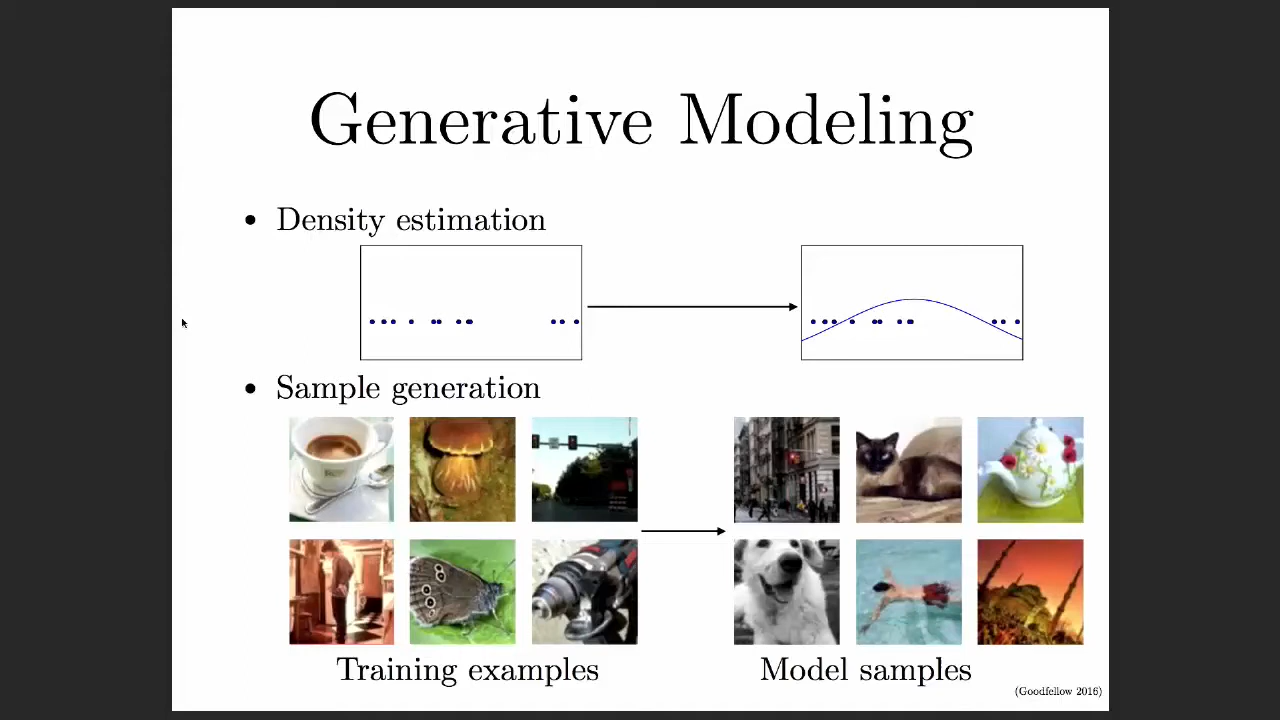 Generative Modeling
• Density estimation
• Sample generation
Training examples
Model samples
(Goodfellow 2016)